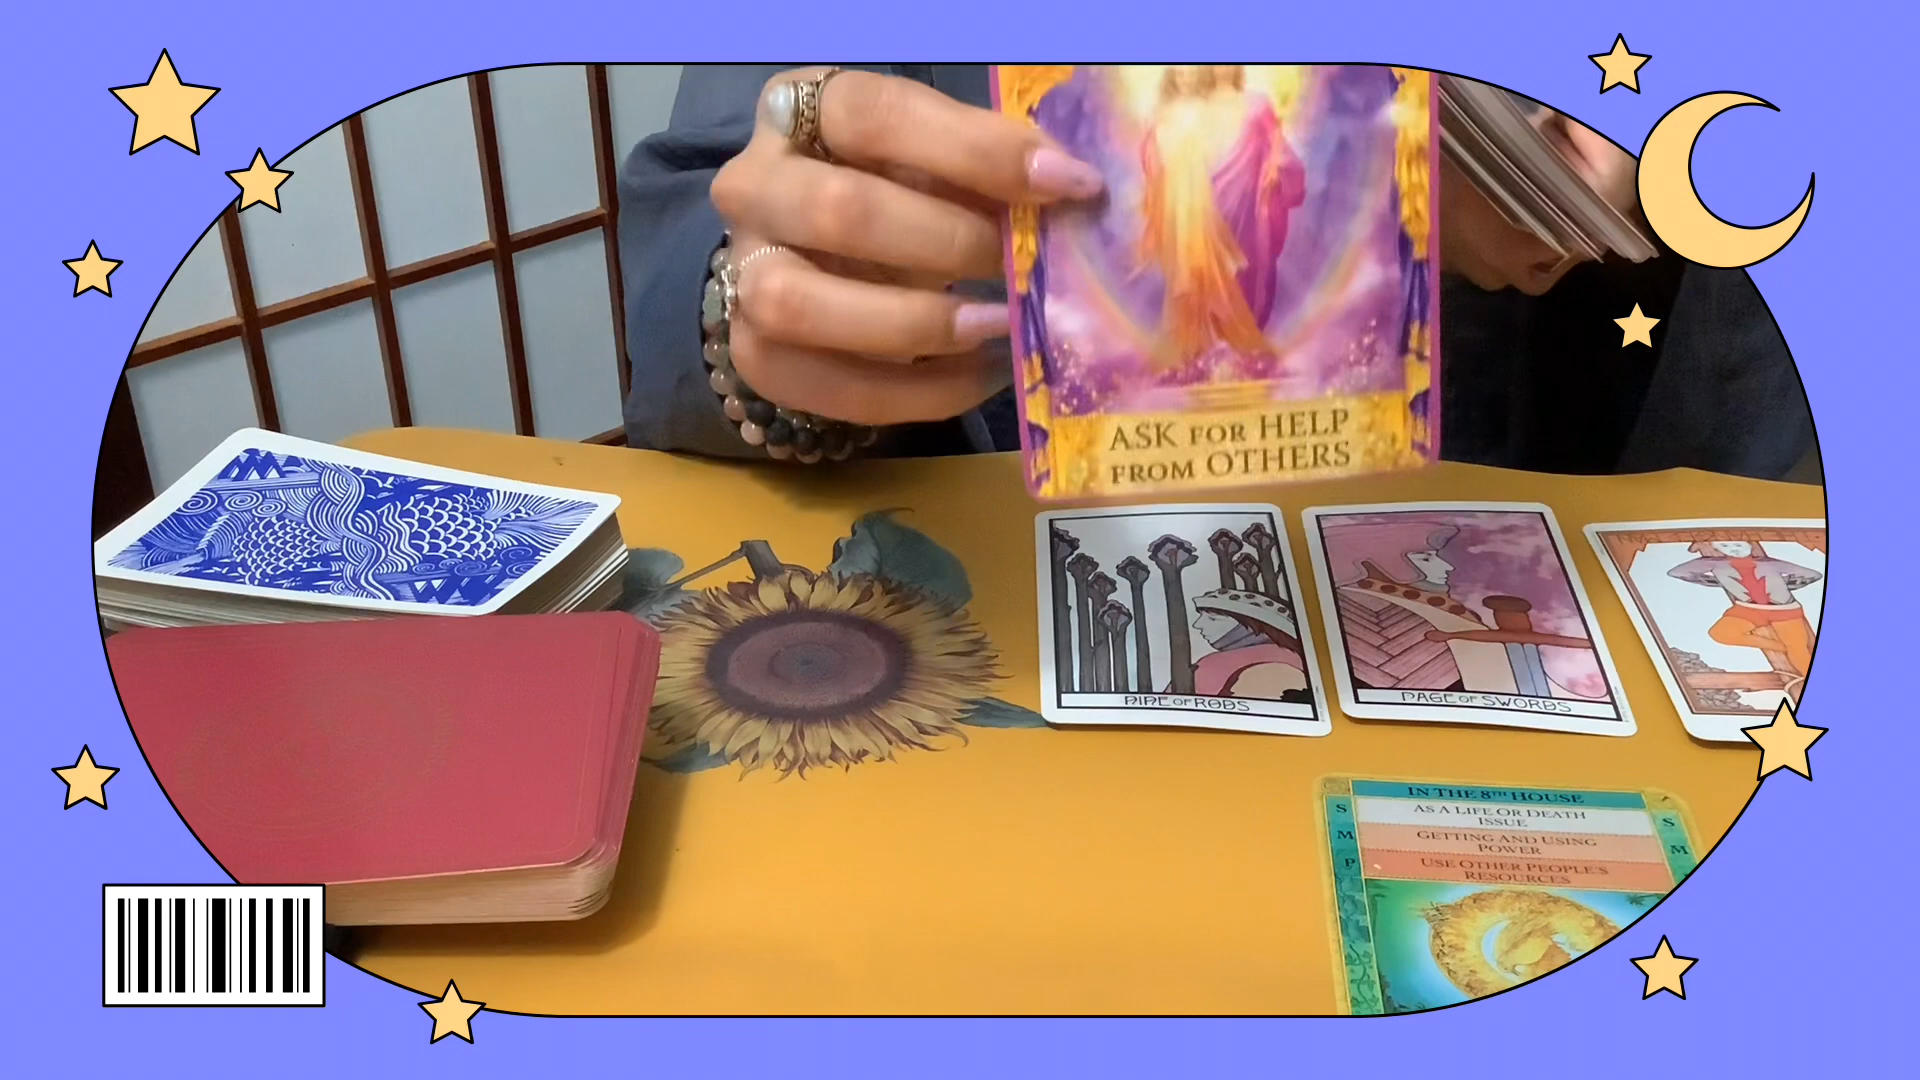 ASK FOR HELP
FROM OTHERS
NINE OF RODS
PAGE OF SWORDS
IN THE 8TH HOUSE
AS A LIFE OR DEATH
ISSUE
GETTING AND USING
POWER
USE OTHER PEOPLE'S
RESOURCES
S
M
P
S
M